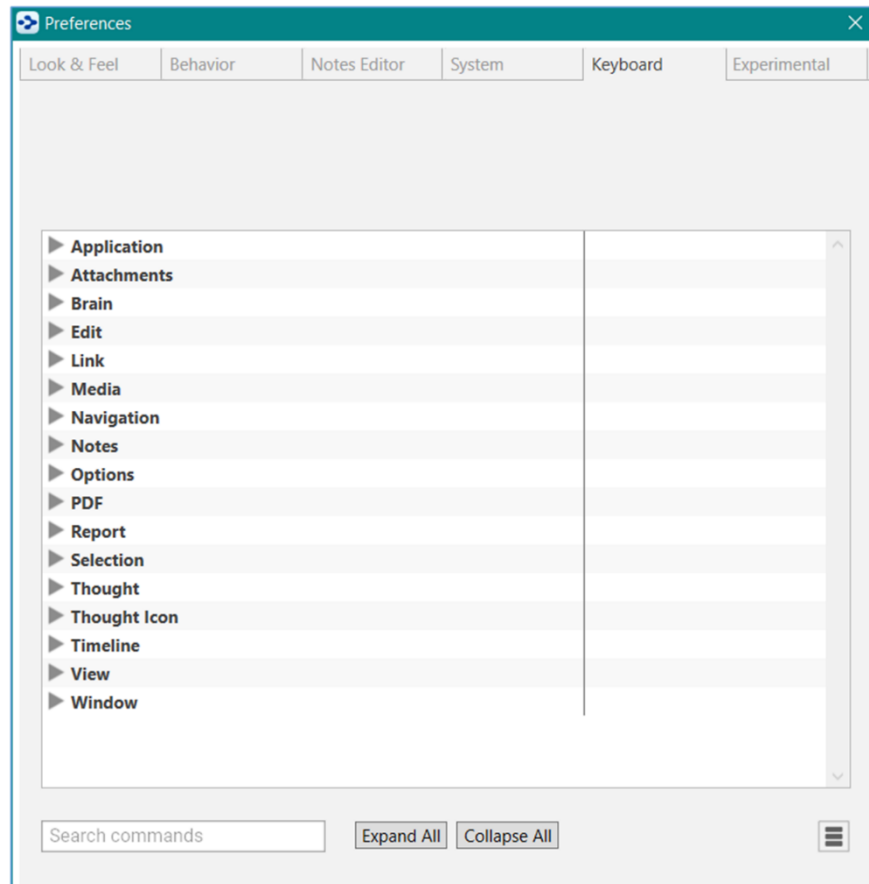 Preferences
Look & Feel Behavior Notes Editor System Keyboard Experimental
Application
Attachments
Brain
Edit
Link
Media
Navigation
Notes
Options
PDF
Report
Selection
Thought
Thought Icon
Timeline
View
Window
Search commands Expand All Collapse All